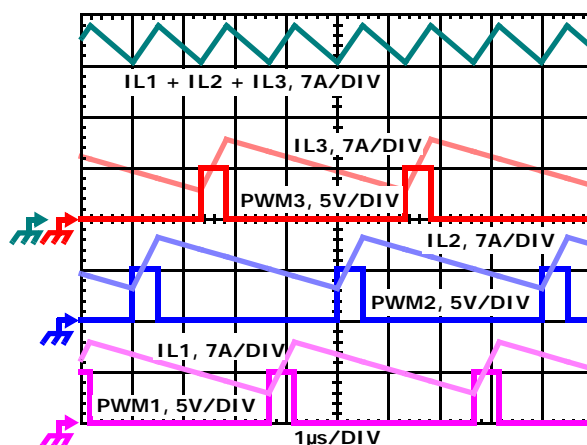 IL1 + IL2 + IL3, 7A/DIV
IL3, 7A/DIV
PWM3, 5V/DIV
IL2, 7A/DIV
PWM2, 5V/DIV
IL1, 7A/DIV
PWM1, 5V/DIV
1µs/DIV